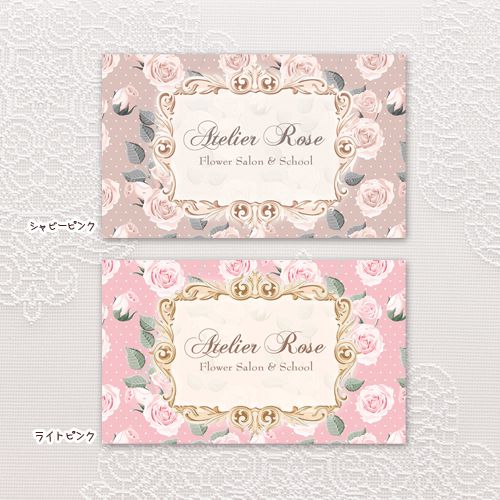 Atelier Rose
Flower Salon & School
シャビーピンク
Atelier Rose
Flower Salon & School
ライトピンク